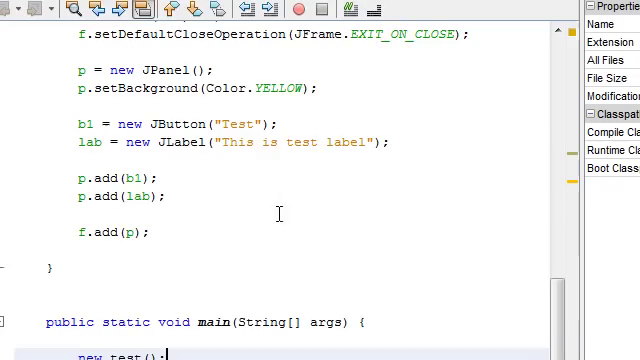 f.setDefaultCloseOperation(JFrame.EXIT_ON_CLOSE);
p = new JPanel();
p.setBackground(Color.YELLOW);
b1 = new JButton("Test");
lab = new JLabel("This is test label");
p.add(b1);
p.add(lab);
f.add(p);
}
public static void main(String[] args) {
new test();
Properties
Name
Extension
All Files
File Size
Modification
Classpat
Compile Cla
Runtime Cla
Boot Classp